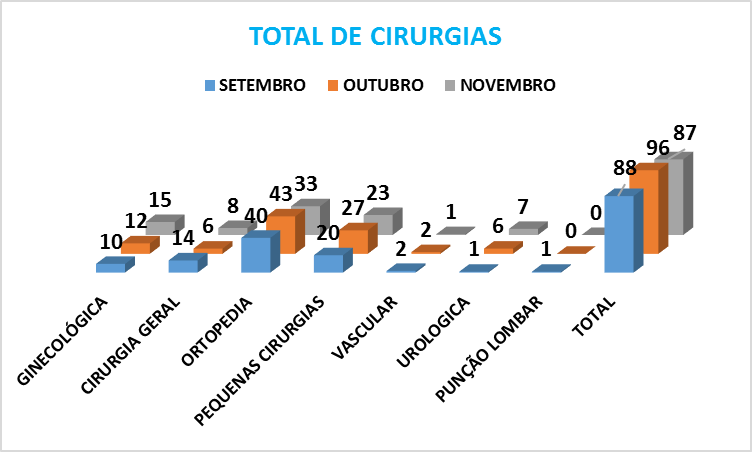 TOTAL DE CIRURGIAS
SETEMBRO OUTUBRO NOVEMBRO
10 12 15
14 6 8
40 43 33
20 27 23
2 2 1
1 6 7
1 0 0
88 96 87
GINECOLÓGICA
CIRURGIA GERAL
ORTOPEDIA
PEQUENAS CIRURGIAS
VASCULAR
UROLOGICA
PUNÇÃO LOMBAR
TOTAL